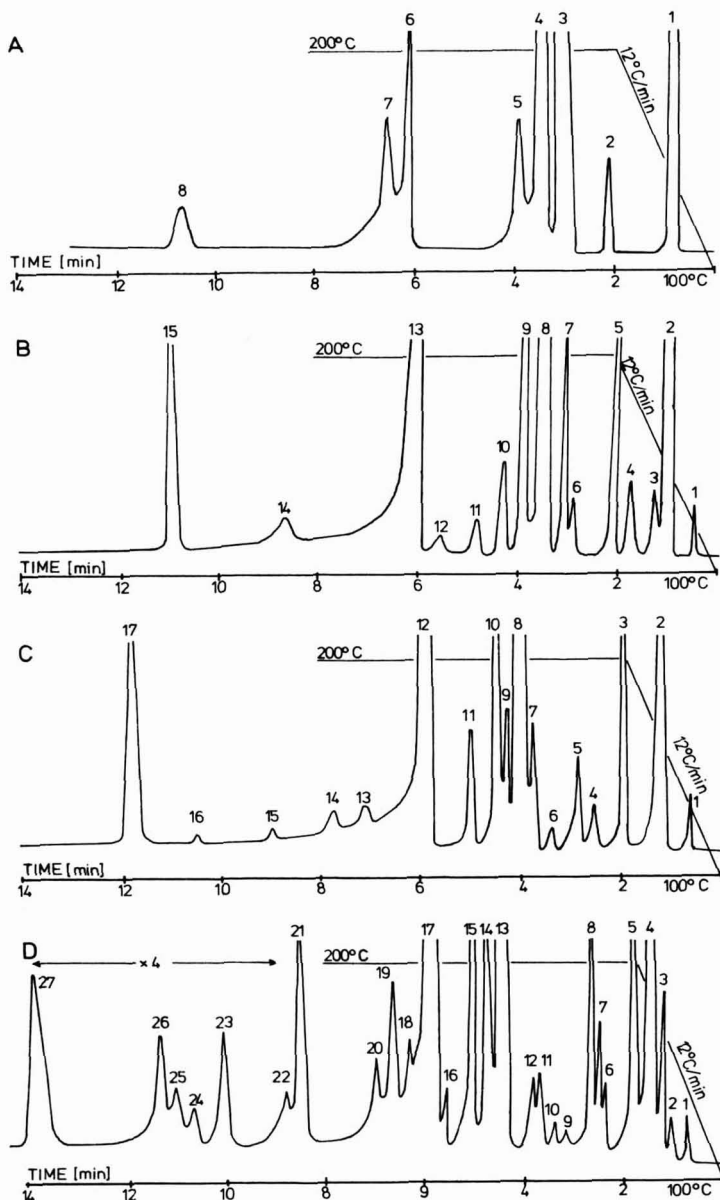 A
8 7 6 5 4 3 2 1
200°C
12°C/min
TIME [min]
14 12 10 8 6 4 2 100°C
B
15 14 13 12 11 10 9 8 7 6 5 4 3 2 1
200°C
12°C/min
TIME [min]
14 12 10 8 6 4 2 100°C
C
17 16 15 14 13 12 11 10 9 8 7 6 5 4 3 2 1
200°C
12°C/min
TIME [min]
14 12 10 8 6 4 2 100°C
D
× 4
200°C
27 26 25 24 23 22 21 20 19 18 17 16 15 14 13 12 11 10 9 8 7 6 5 4 3 2 1
12°C/min
TIME [min]
14 12 10 8 9 4 2 100°C